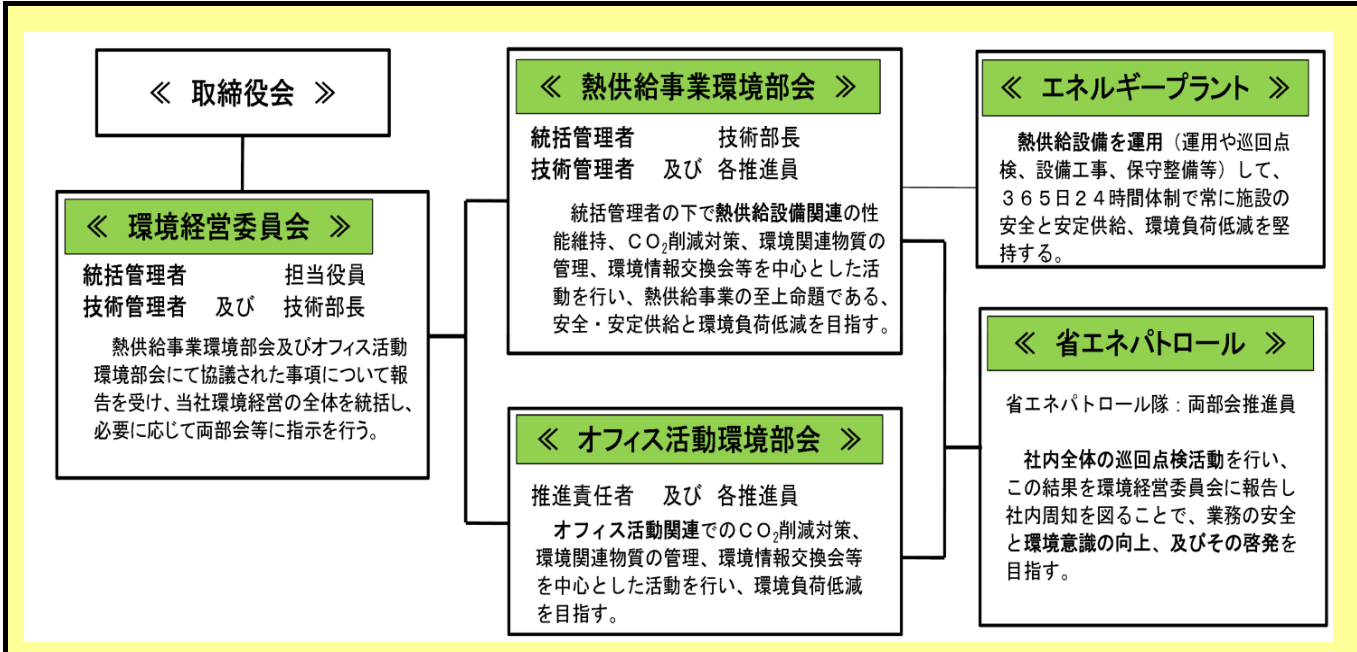 ≪ 取締役会 ≫
≪ 環境経営委員会 ≫
統括管理者 担当役員
技術管理者 及び 技術部長
熱供給事業環境部会及びオフィス活動
環境部会にて協議された事項について報
告を受け、当社環境経営の全体を統括し、
必要に応じて両部会等に指示を行う。
≪ 熱供給事業環境部会 ≫
統括管理者 技術部長
技術管理者 及び 各推進員
統括管理者の下で熱供給設備関連の性
能維持、CO₂削減対策、環境関連物質の
管理、環境情報交換会等を中心とした活
動を行い、熱供給事業の至上命題である、
安全・安定供給と環境負荷低減を目指す。
≪ オフィス活動環境部会 ≫
推進責任者 及び 各推進員
オフィス活動関連でのCO₂削減対策、
環境関連物質の管理、環境情報交換会等
を中心とした活動を行い、環境負荷低減
を目指す。
≪ エネルギープラント ≫
熱供給設備を運用（運用や巡回点
検、設備工事、保守整備等）して、
３６５日２４時間体制で常に施設の
安全と安定供給、環境負荷低減を堅
持する。
≪ 省エネパトロール ≫
省エネパトロール隊：両部会推進員
社内全体の巡回点検活動を行い、
この結果を環境経営委員会に報告し
社内周知を図ることで、業務の安全
と環境意識の向上、及びその啓発を
目指す。